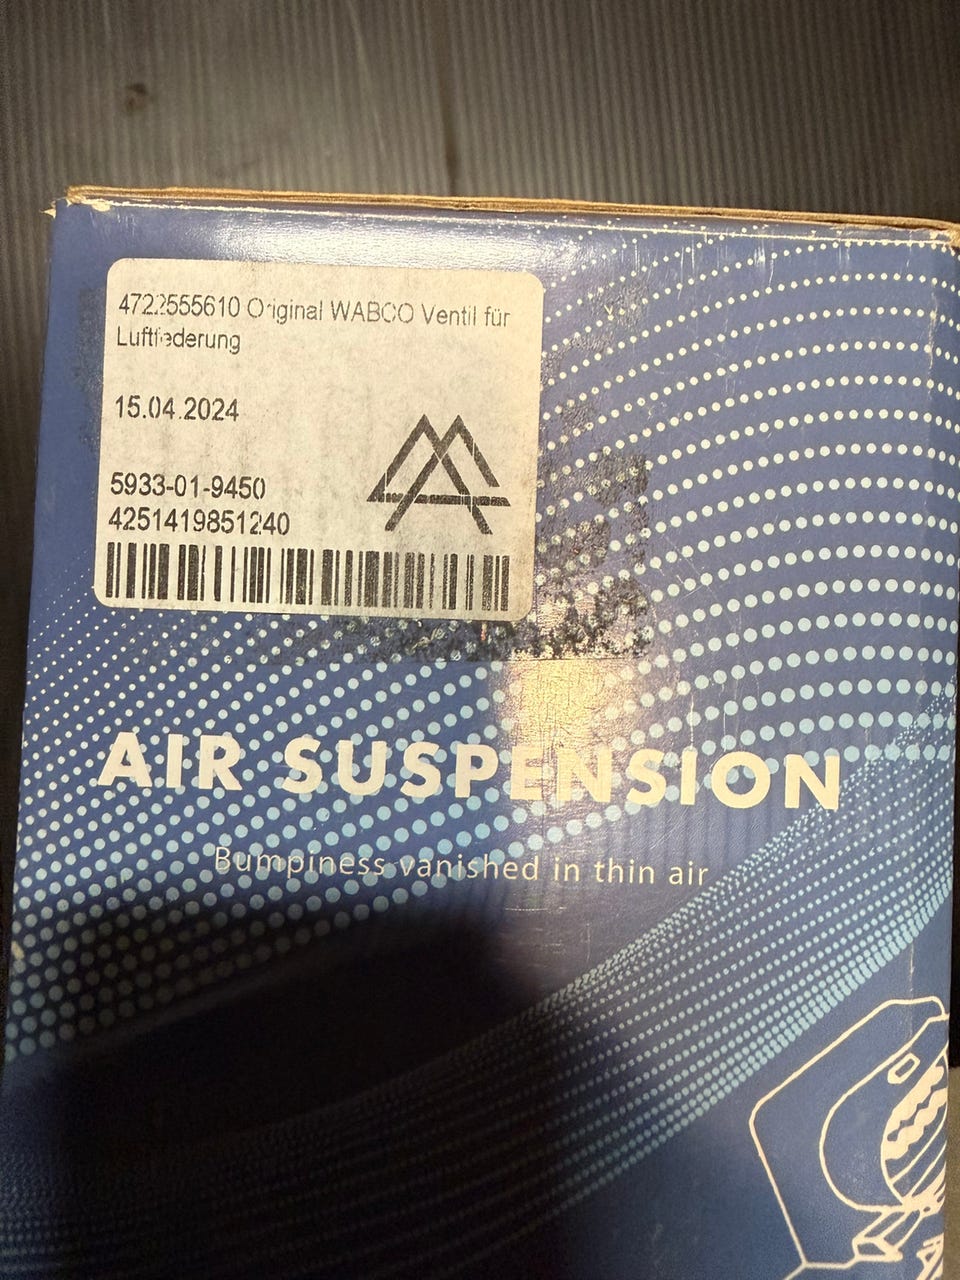 4722555610 Original WABCO Ventil für
Luftfederung
15.04.2024
5933-01-9450
4251419851240
AIR SUSPENSION
Bumpiness vanished in thin air